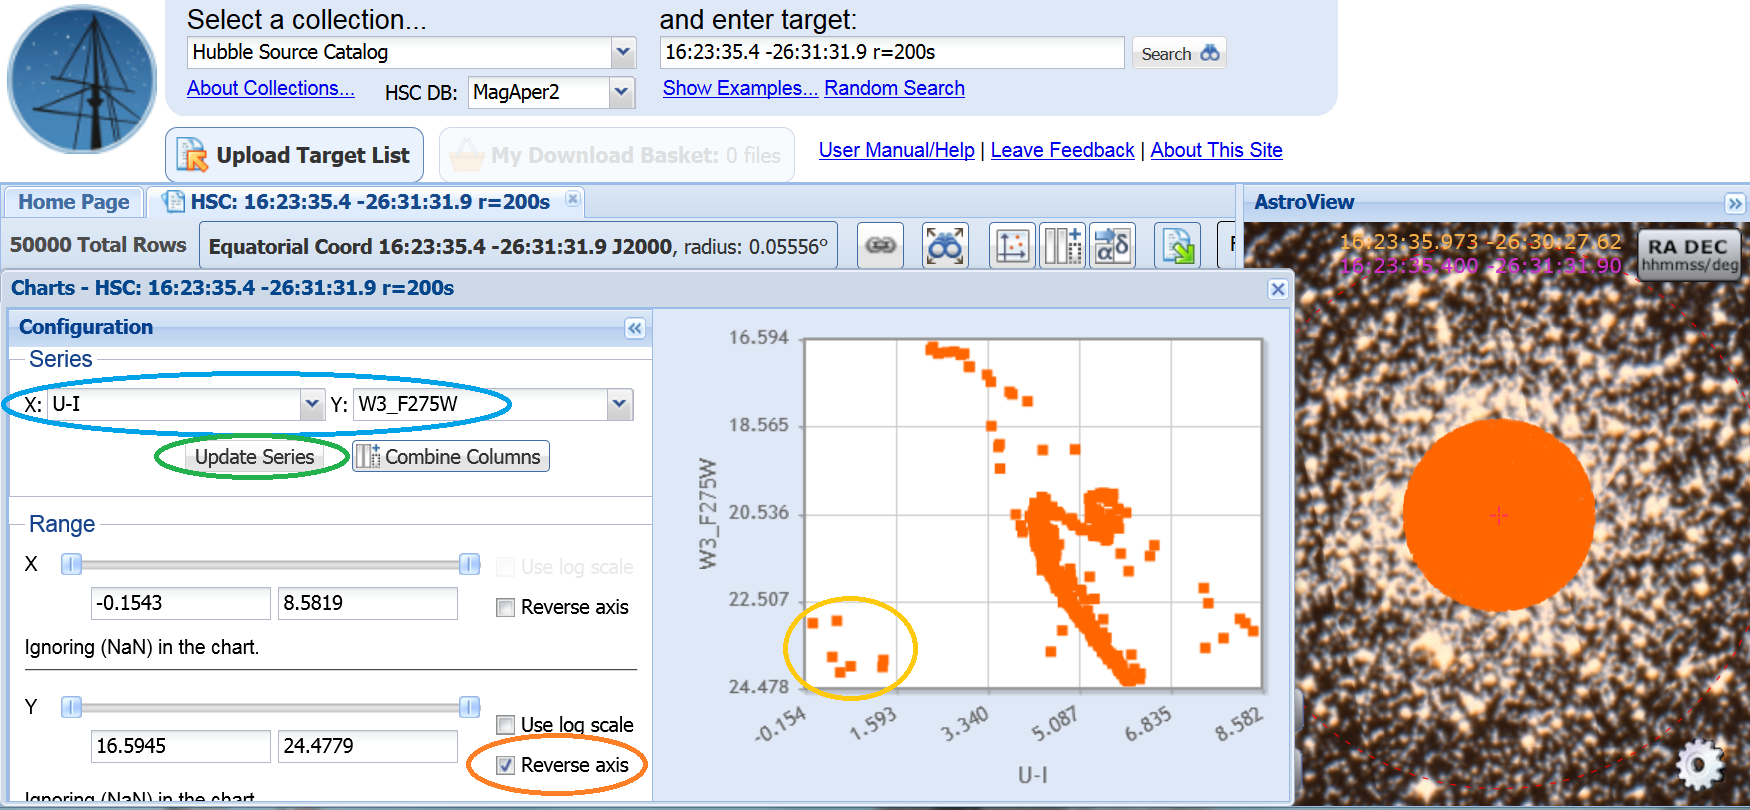 Select a collection... and enter target:
Hubble Source Catalog 16:23:35.4 -26:31:31.9 r=200s Search
About Collections... HSC DB: MagAper2 Show Examples... Random Search
Upload Target List My Download Basket: 0 files User Manual/Help | Leave Feedback | About This Site
Home Page HSC: 16:23:35.4 -26:31:31.9 r=200s AstroView
50000 Total Rows Equatorial Coord 16:23:35.4 -26:31:31.9 J2000, radius: 0.05556° αδ F
16:23:35.973 -26:30:27.62
16:23:35.400 -26:31:31.90
RA DEC
hhmmss/deg
Charts - HSC: 16:23:35.4 -26:31:31.9 r=200s
Configuration
Series
X: U-I Y: W3_F275W
Update Series Combine Columns
Range
X Use log scale
-0.1543 8.5819 Reverse axis
Ignoring (NaN) in the chart.
Y Use log scale
16.5945 24.4779 Reverse axis
Ignoring (NaN) in the chart.
16.594
18.565
20.536
22.507
24.478
W3_F275W
-0.154 1.593 3.340 5.087 6.835 8.582
U-I